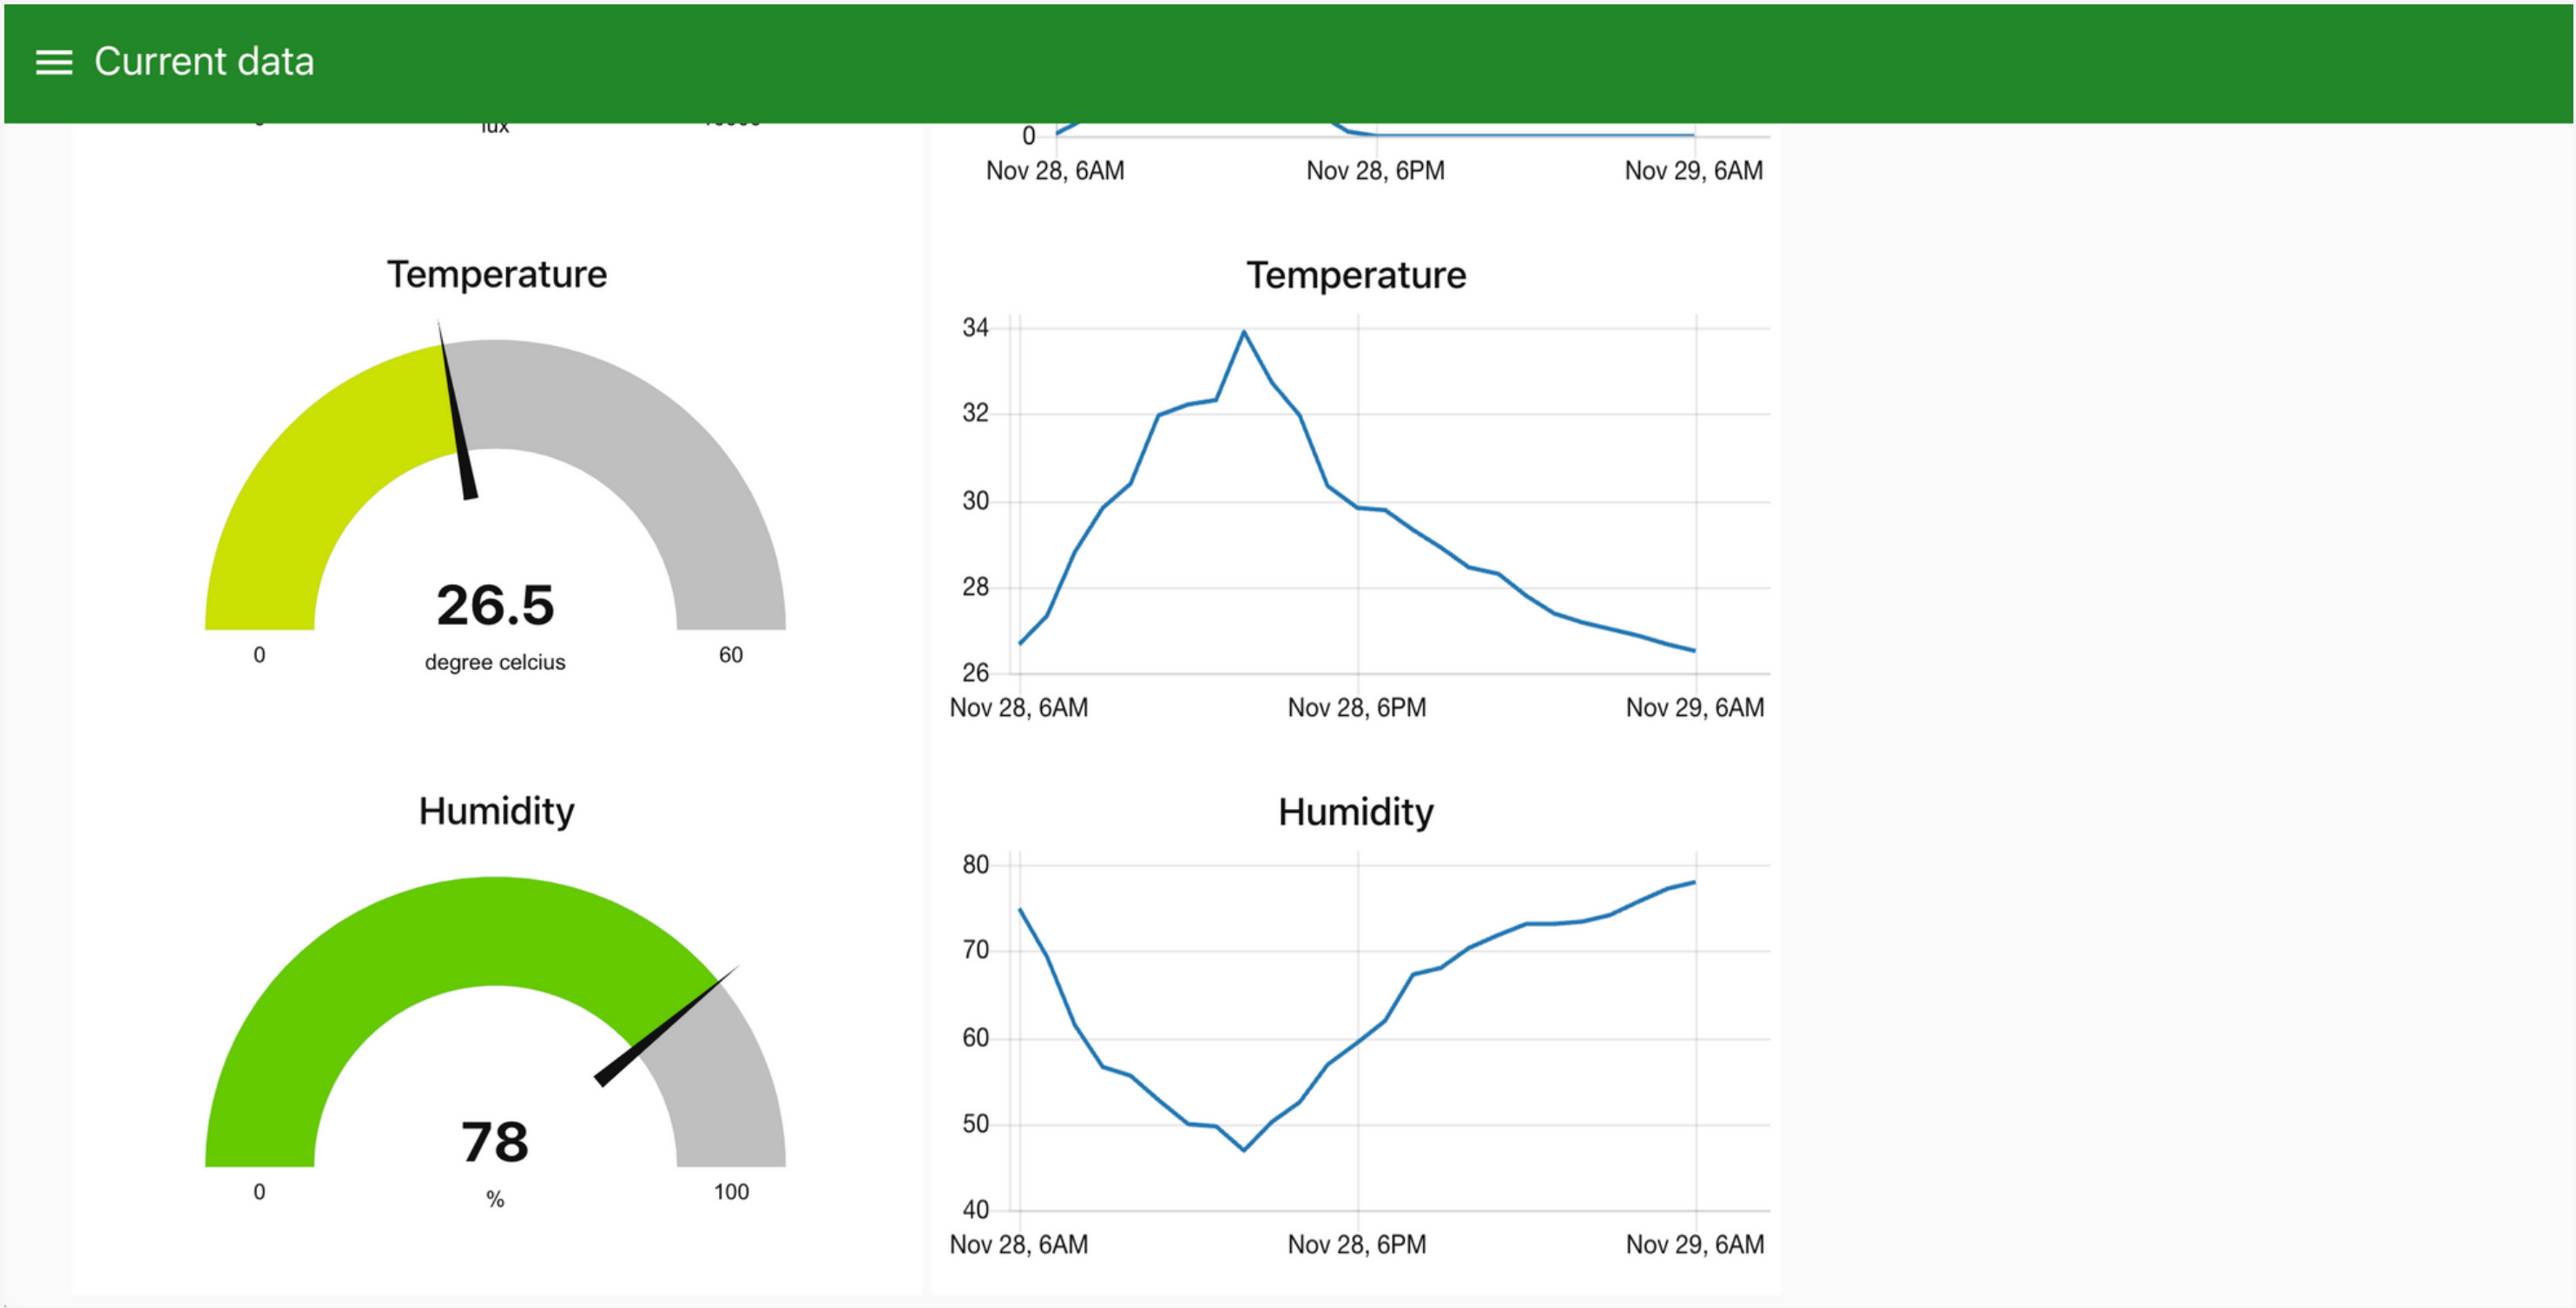 Current data
lux
0
Nov 28, 6AM Nov 28, 6PM Nov 29, 6AM
Temperature
26.5
0 degree celcius 60
Temperature
34
32
30
28
26
Nov 28, 6AM Nov 28, 6PM Nov 29, 6AM
Humidity
78
0 % 100
Humidity
80
70
60
50
40
Nov 28, 6AM Nov 28, 6PM Nov 29, 6AM